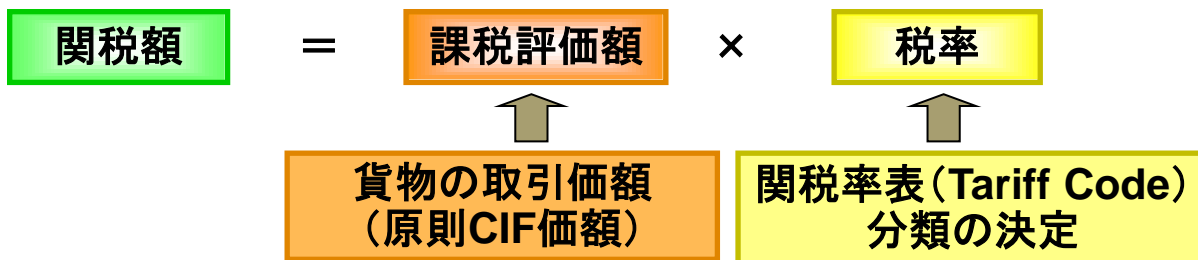 関税額 ＝ 課税評価額 × 税率
貨物の取引価額
（原則CIF価額）
関税率表（Tariff Code）
分類の決定